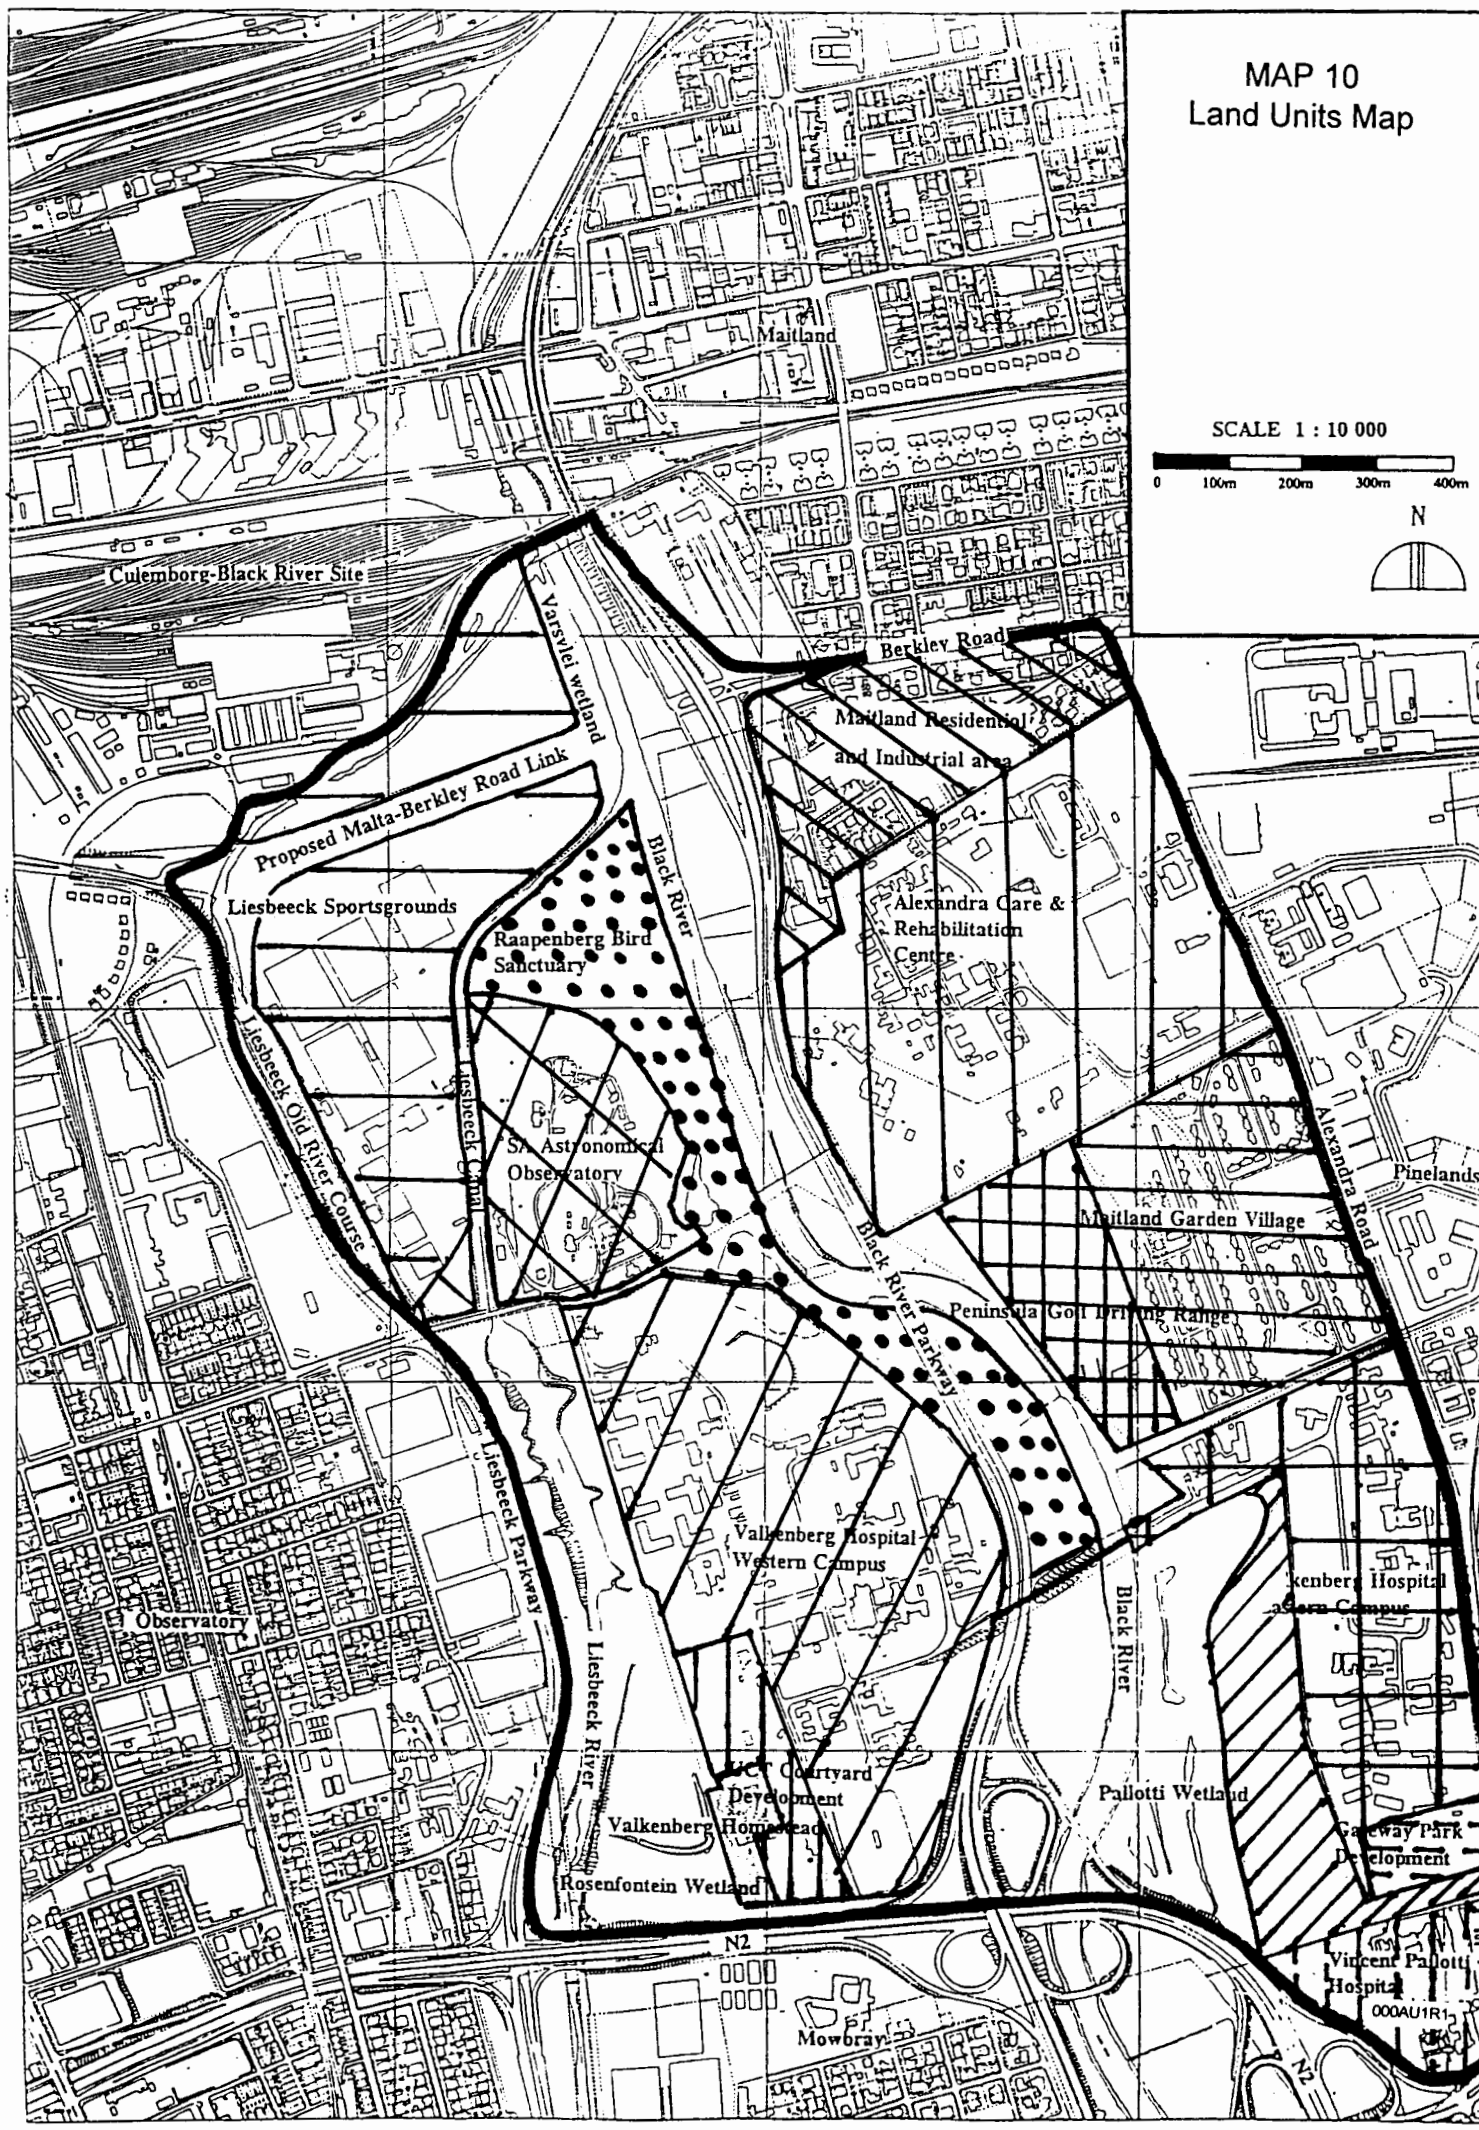 MAP 10
Land Units Map
SCALE 1 : 10 000
0 100m 200m 300m 400m
N
Maitland
Culemborg-Black River Site
Varsvlei wetland
Berkley Road
Maitland Residential
and Industrial area
Proposed Malta-Berkley Road Link
Black River
Liesbeeck Sportsgrounds
Alexandra Care &
Rehabilitation
Centre
Raapenberg Bird
Sanctuary
Liesbeeck Old River Course
Liesbeeck Canal
SA Astronomical
Observatory
Alexandra Road
Pinelands
Maitland Garden Village
Black River Parkway
Peninsula Golf Driving Range
Liesbeeck Parkway
Valkenberg Hospital
Western Campus
kenberg Hospital
astern Campus
Black River
Observatory
Liesbeeck River
UCT Courtyard
Development
Pallotti Wetland
Valkenberg Homestead
Gateway Park
Development
Rosenfontein Wetland
N2
Vincent Pallotti
Hospital
000AU1R1
Mowbray
N2